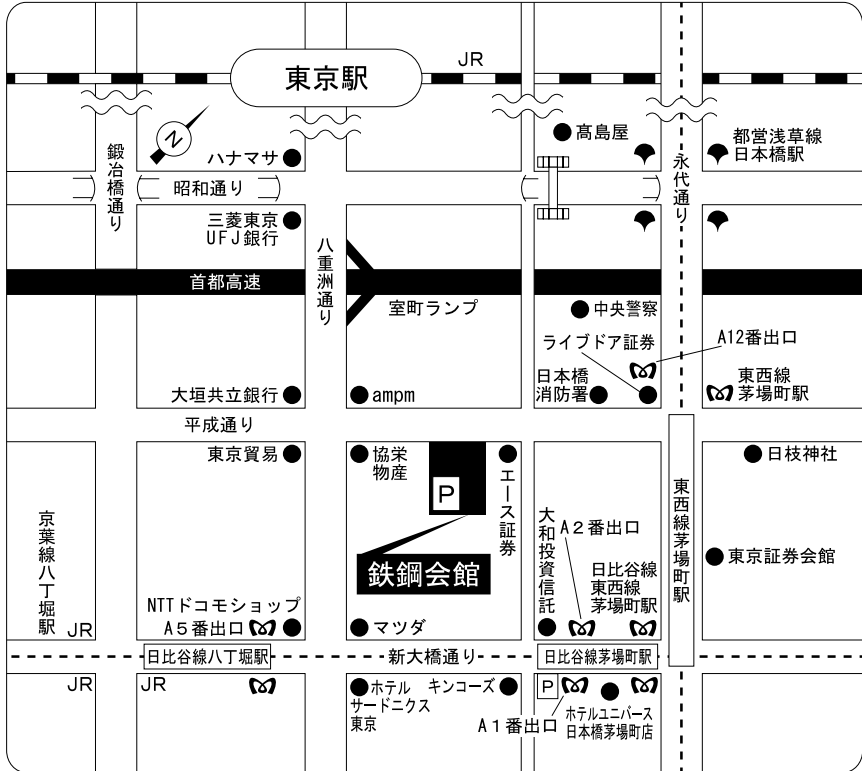 JR
東京駅
N
ハナマサ
髙島屋
都営浅草線
日本橋駅
鍛冶橋通り
昭和通り
永代通り
三菱東京
UFJ銀行
八重洲通り
首都高速
室町ランプ
中央警察
ライブドア証券
A12番出口
大垣共立銀行
ampm
日本橋
消防署
東西線
茅場町駅
平成通り
東京貿易
協栄
物産
P
エース証券
日枝神社
東西線茅場町駅
京葉線八丁堀駅
鉄鋼会館
大和投資信託
A2番出口
日比谷線
東西線
茅場町駅
東京証券会館
NTTドコモショップ
A5番出口
JR
マツダ
日比谷線八丁堀駅
新大橋通り
日比谷線茅場町駅
JR
JR
ホテル
サードニクス
東京
キンコーズ
P
A1番出口
ホテルユニバース
日本橋茅場町店